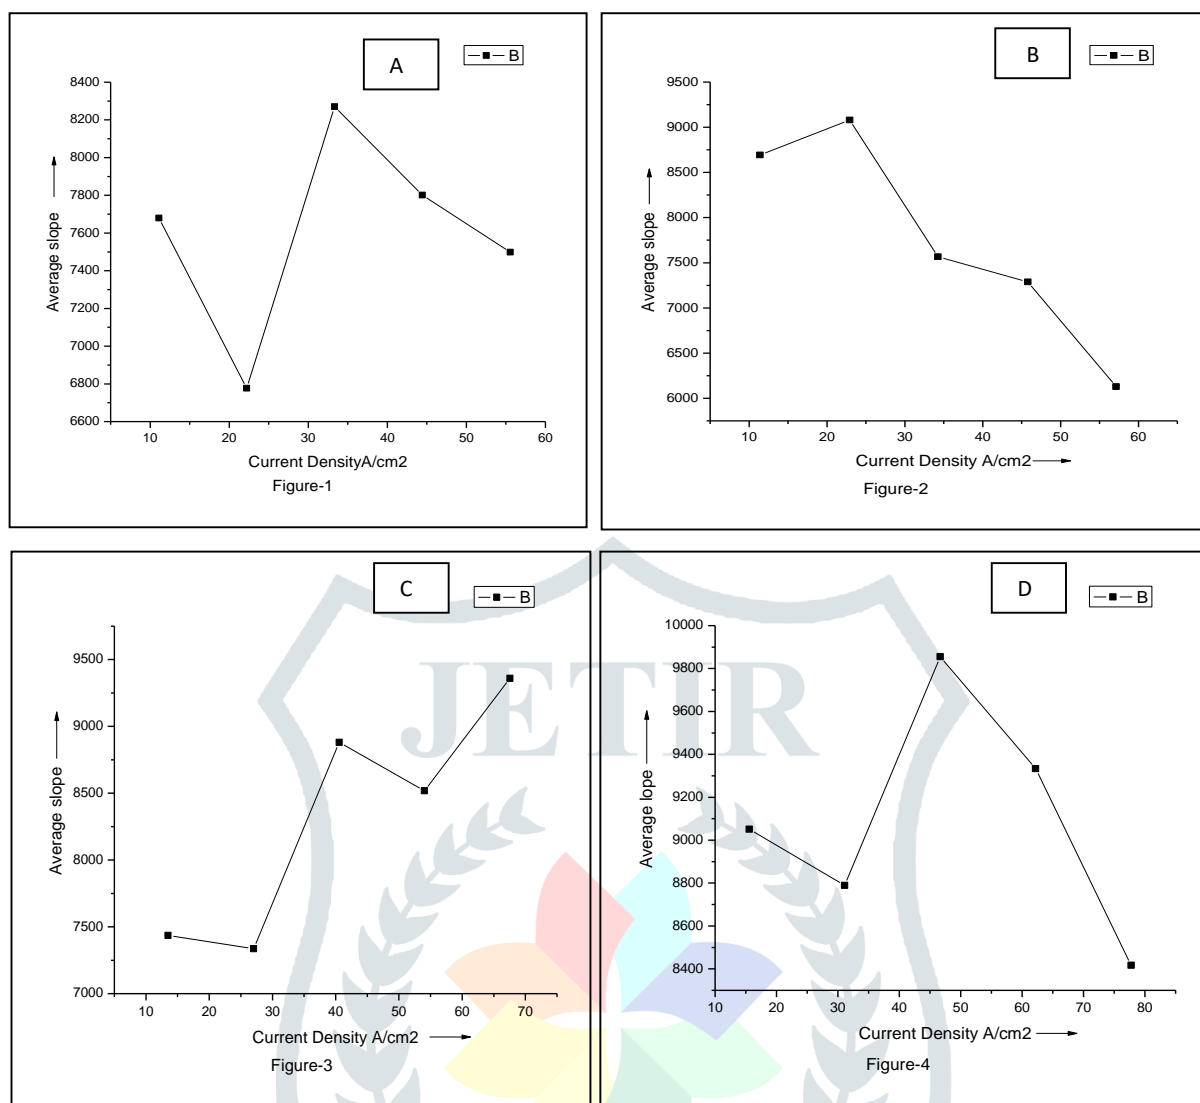 A
B
8400
8200
8000
7800
7600
7400
7200
7000
6800
6600
Average slope
10 20 30 40 50 60
Current DensityA/cm2
Figure-1
B
B
9500
9000
8500
8000
7500
7000
6500
6000
Average slope
10 20 30 40 50 60
Current Density A/cm2
Figure-2
C
B
9500
9000
8500
8000
7500
7000
Average slope
10 20 30 40 50 60 70
Current Density A/cm2
Figure-3
D
B
10000
9800
9600
9400
9200
9000
8800
8600
8400
Average lope
10 20 30 40 50 60 70 80
Current Density A/cm2
Figure-4
JETIR